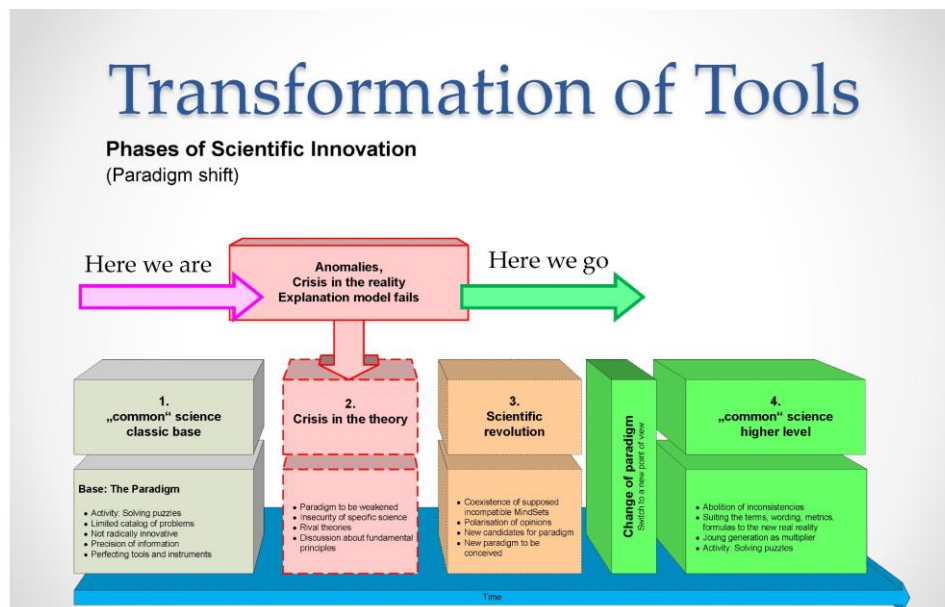 Transformation of Tools
Phases of Scientific Innovation
(Paradigm shift)
Here we are
Anomalies,
Crisis in the reality
Explanation model fails
Here we go
1.
„common“ science
classic base
2.
Crisis in the theory
3.
Scientific
revolution
Change of paradigm
Switch to a new point of view
4.
„common“ science
higher level
Base: The Paradigm
• Activity: Solving puzzles
• Limited catalog of problems
• Not radically innovative
• Precision of information
• Perfecting tools and instruments
• Paradigm to be weakened
• Insecurity of specific science
• Rival theories
• Discussion about fundamental
principles
• Coexistence of supposed
incompatible MindSets
• Polarisation of opinions
• New candidates for paradigm
• New paradigm to be
conceived
• Abolition of inconsistencies
• Suiting the terms, wording, metrics,
formulas to the new real reality
• Joung generation as multiplier
• Activity: Solving puzzles
Time